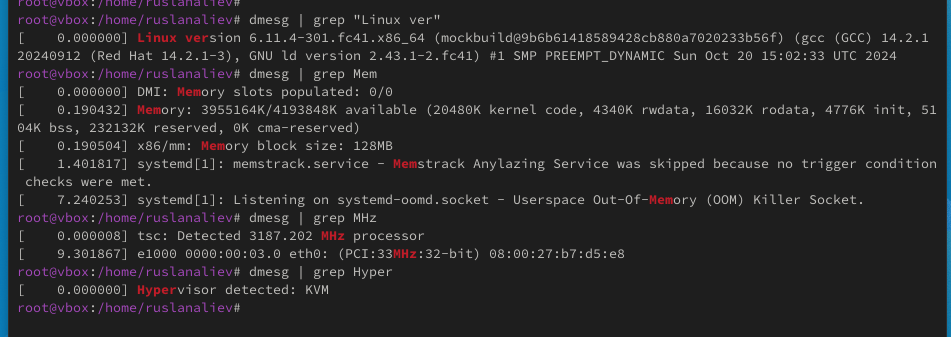 root@vbox:/home/ruslanaliev#
root@vbox:/home/ruslanaliev# dmesg | grep "Linux ver"
[    0.000000] Linux version 6.11.4-301.fc41.x86_64 (mockbuild@9b6b61418589428cb880a7020233b56f) (gcc (GCC) 14.2.1
20240912 (Red Hat 14.2.1-3), GNU ld version 2.43.1-2.fc41) #1 SMP PREEMPT_DYNAMIC Sun Oct 20 15:02:33 UTC 2024
root@vbox:/home/ruslanaliev# dmesg | grep Mem
[    0.000000] DMI: Memory slots populated: 0/0
[    0.190432] Memory: 3955164K/4193848K available (20480K kernel code, 4340K rwdata, 16032K rodata, 4776K init, 51
04K bss, 232132K reserved, 0K cma-reserved)
[    0.190504] x86/mm: Memory block size: 128MB
[    1.401817] systemd[1]: memstrack.service - Memstrack Anylazing Service was skipped because no trigger condition
 checks were met.
[    7.240253] systemd[1]: Listening on systemd-oomd.socket - Userspace Out-Of-Memory (OOM) Killer Socket.
root@vbox:/home/ruslanaliev# dmesg | grep MHz
[    0.000008] tsc: Detected 3187.202 MHz processor
[    9.301867] e1000 0000:00:03.0 eth0: (PCI:33MHz:32-bit) 08:00:27:b7:d5:e8
root@vbox:/home/ruslanaliev# dmesg | grep Hyper
[    0.000000] Hypervisor detected: KVM
root@vbox:/home/ruslanaliev#